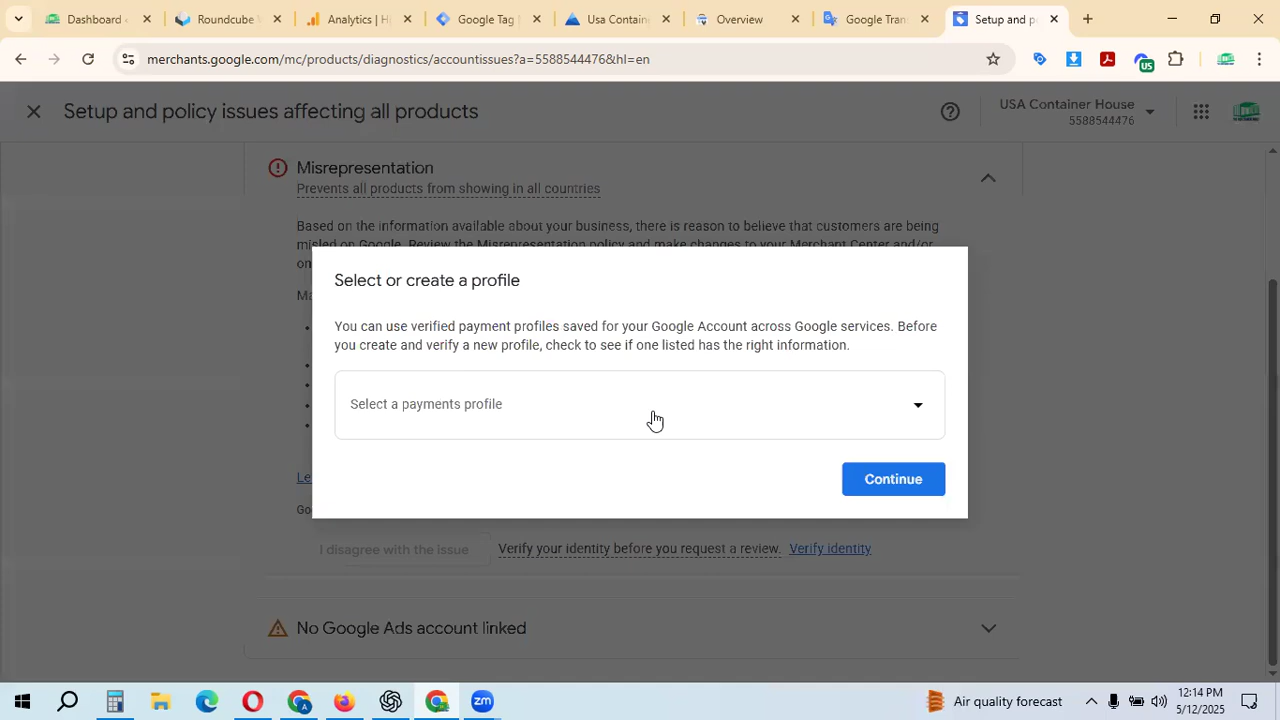 Dashboard
Roundcube
Analytics | H
Google Tag
Usa Contain
Overview
Google Tran
Setup and p
merchants.google.com/mc/products/diagnostics/accountissues?a=5588544476&hl=en
US
Setup and policy issues affecting all products
USA Container House
5588544476
Misrepresentation
Prevents all products from showing in all countries
Based on the information available about your business, there is reason to believe that customers are being
misled on Google. Review the Misrepresentation policy and make changes to your Merchant Center and/or
on
Ma
Select or create a profile
You can use verified payment profiles saved for your Google Account across Google services. Before
you create and verify a new profile, check to see if one listed has the right information.
Select a payments profile
Continue
Le
Go
I disagree with the issue
Verify your identity before you request a review. Verify identity
No Google Ads account linked
zm
Air quality forecast
12:14 PM
5/12/2025